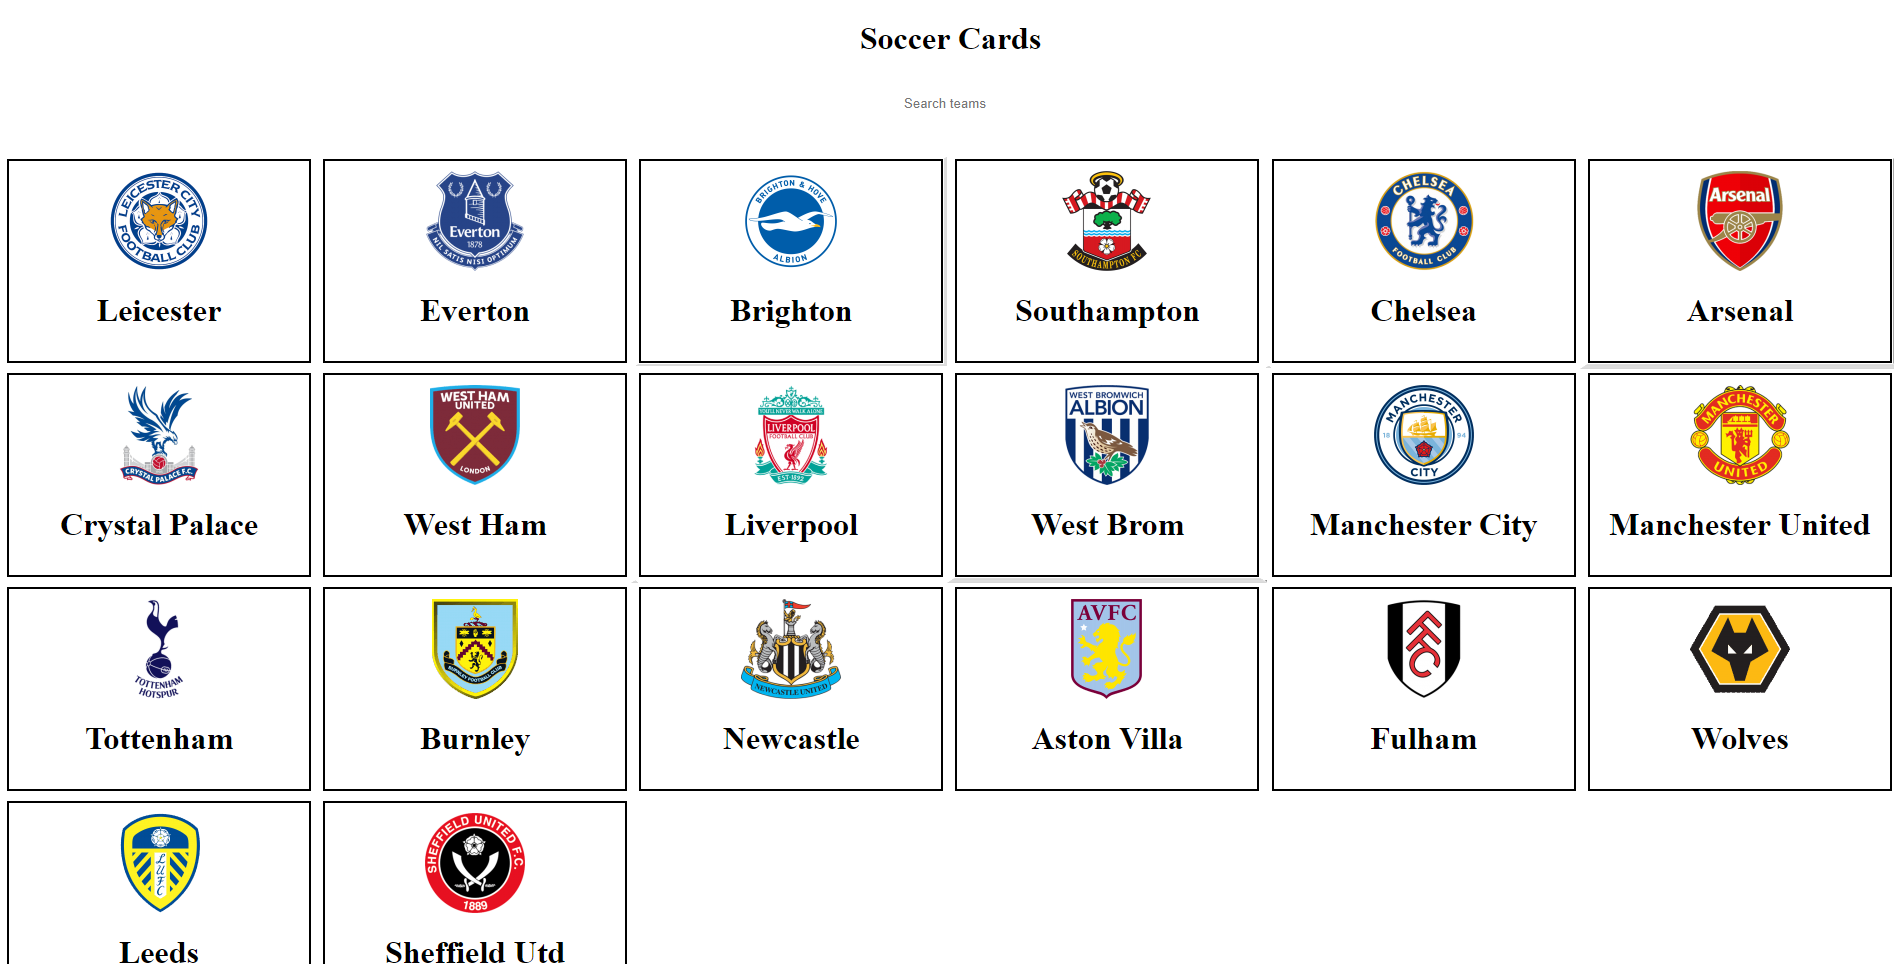 Soccer Cards
Search teams
LEICESTER CITY
FOOTBALL CLUB
Leicester
Everton
1878
NIL SATIS NISI OPTIMUM
Everton
BRIGHTON & HOVE
ALBION
Brighton
SOUTHAMPTON FC
Southampton
CHELSEA
FOOTBALL CLUB
Chelsea
Arsenal
Arsenal
CRYSTAL PALACE F.C.
Crystal Palace
WEST HAM
UNITED
LONDON
West Ham
YOU'LL NEVER WALK ALONE
LIVERPOOL
FOOTBALL CLUB
EST·1892
Liverpool
WEST BROMWICH
ALBION
West Brom
MANCHESTER
18 94
CITY
Manchester City
MANCHESTER
UNITED
Manchester United
TOTTENHAM
HOTSPUR
Tottenham
BURNLEY FOOTBALL CLUB
Burnley
NEWCASTLE UNITED
Newcastle
AVFC
Aston Villa
FFC
Fulham
Wolves
LUFC
Leeds
SHEFFIELD UNITED F.C.
1889
Sheffield Utd